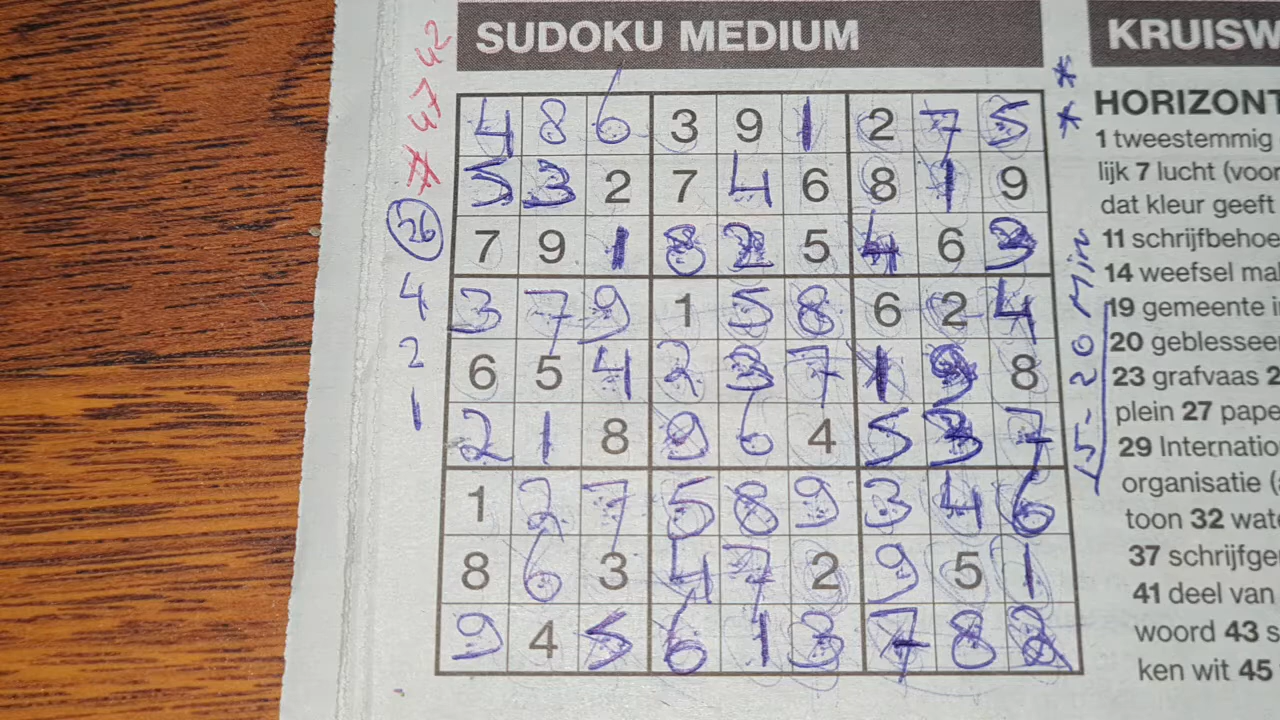 SUDOKU MEDIUM
KRUISW
42
47
7
26
4
2
1
4 8 6 3 9 1 2 7 5
5 3 2 7 4 6 8 1 9
7 9 1 8 2 5 4 6 3
3 7 9 1 5 8 6 2 4
6 5 4 2 3 7 1 9 8
2 1 8 9 6 4 5 3 7
1 2 7 5 8 9 3 4 6
8 6 3 4 7 2 9 5 1
9 4 5 6 1 3 7 8 2
* *
15-20 Min
HORIZONT
1 tweestemmig
lijk 7 lucht (voor
dat kleur geeft
11 schrijfbehoe
14 weefsel mal
19 gemeente i
20 geblesseer
23 grafvaas 2
plein 27 pape
29 Internatio
organisatie (
toon 32 wat
37 schrijfge
41 deel van
woord 43 s
ken wit 45